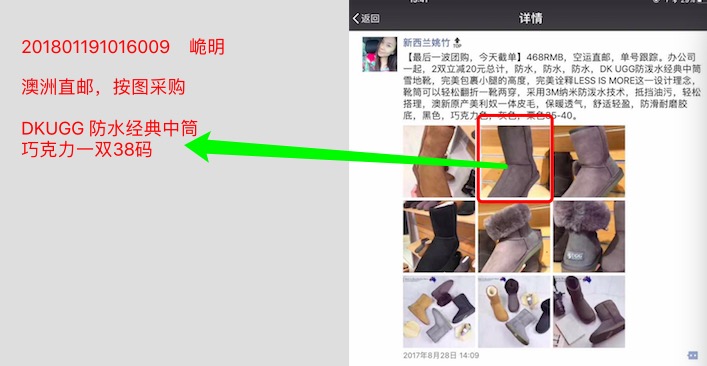 201801191016009 峗明
澳洲直邮，按图采购
DKUGG 防水经典中筒
巧克力一双38码
返回
详情
新西兰姚竹 TOP
【最后一波团购，今天截单】468RMB，空运直邮，单号跟踪。办公司
一起，2双立减20元总计，防水，防水，防水，DK UGG防泼水经典中筒
雪地靴，完美包裹小腿的高度，完美诠释LESS IS MORE这一设计理念，
靴筒可以轻松翻折一靴两穿，采用3M纳米防泼水技术，抵挡油污，轻松
搭理，澳新原产美利奴一体皮毛，保暖透气，舒适轻盈，防滑耐磨胶
底，黑色，巧克力色，灰色，栗色35-40。
2017年8月28日 14:09